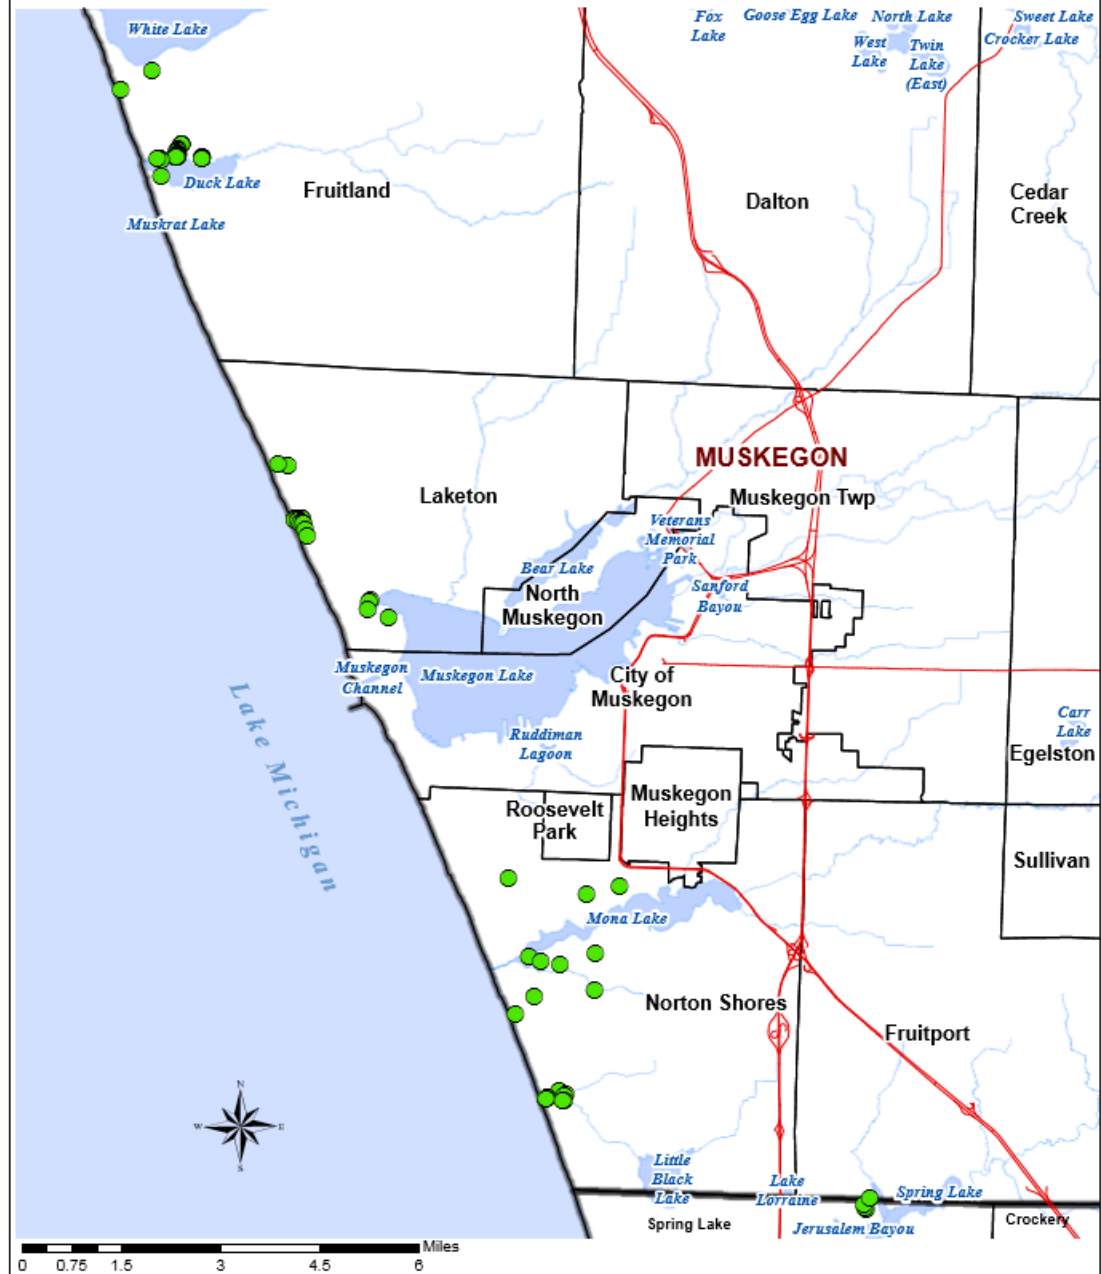 White Lake
Fox
Lake
Goose Egg Lake
North Lake
Sweet Lake
West
Lake
Twin
Lake
(East)
Crocker Lake
Duck Lake
Fruitland
Dalton
Cedar
Creek
Muskrat Lake
MUSKEGON
Laketon
Muskegon Twp
Veterans
Memorial
Park
Bear Lake
North
Muskegon
Sanford
Bayou
Muskegon
Channel
Muskegon Lake
City of
Muskegon
Lake Michigan
Ruddiman
Lagoon
Carr
Lake
Egelston
Roosevelt
Park
Muskegon
Heights
Sullivan
Mona Lake
Norton Shores
Fruitport
N
W
E
S
Little
Black
Lake
Lake
Lorraine
Spring Lake
Spring Lake
Jerusalem Bayou
Crockery
Miles
0 0.75 1.5 3 4.5 6